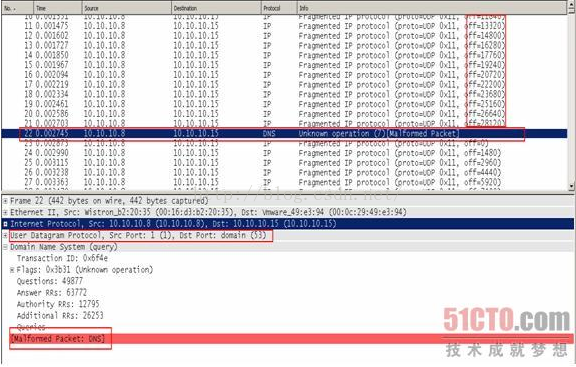 No. Time Source Destination Protocol Info
10 0.001351 10.10.10.8 10.10.10.15 IP Fragmented IP protocol (proto=UDP 0x11, off=11840)
11 0.001475 10.10.10.8 10.10.10.15 IP Fragmented IP protocol (proto=UDP 0x11, off=13320)
12 0.001603 10.10.10.8 10.10.10.15 IP Fragmented IP protocol (proto=UDP 0x11, off=14800)
13 0.001727 10.10.10.8 10.10.10.15 IP Fragmented IP protocol (proto=UDP 0x11, off=16280)
14 0.001850 10.10.10.8 10.10.10.15 IP Fragmented IP protocol (proto=UDP 0x11, off=17760)
15 0.001967 10.10.10.8 10.10.10.15 IP Fragmented IP protocol (proto=UDP 0x11, off=19240)
16 0.002094 10.10.10.8 10.10.10.15 IP Fragmented IP protocol (proto=UDP 0x11, off=20720)
17 0.002212 10.10.10.8 10.10.10.15 IP Fragmented IP protocol (proto=UDP 0x11, off=22200)
18 0.002334 10.10.10.8 10.10.10.15 IP Fragmented IP protocol (proto=UDP 0x11, off=23680)
19 0.002461 10.10.10.8 10.10.10.15 IP Fragmented IP protocol (proto=UDP 0x11, off=25160)
20 0.002586 10.10.10.8 10.10.10.15 IP Fragmented IP protocol (proto=UDP 0x11, off=26640)
21 0.002703 10.10.10.8 10.10.10.15 IP Fragmented IP protocol (proto=UDP 0x11, off=28120)
22 0.002745 10.10.10.8 10.10.10.15 DNS Unknown operation (7)[Malformed Packet]
23 0.002873 10.10.10.8 10.10.10.15 IP Fragmented IP protocol (proto=UDP 0x11, off=0)
24 0.002990 10.10.10.8 10.10.10.15 IP Fragmented IP protocol (proto=UDP 0x11, off=1480)
25 0.003115 10.10.10.8 10.10.10.15 IP Fragmented IP protocol (proto=UDP 0x11, off=2960)
26 0.003238 10.10.10.8 10.10.10.15 IP Fragmented IP protocol (proto=UDP 0x11, off=4440)
27 0.003363 10.10.10.8 10.10.10.15 IP Fragmented IP protocol (proto=UDP 0x11, off=5920)
http://blog.csdn.net/
Frame 22 (442 bytes on wire, 442 bytes captured)
Ethernet II, Src: Wistron_b2:20:35 (00:16:d3:b2:20:35), Dst: Vmware_49:e3:94 (00:0c:29:49:e3:94)
Internet Protocol, Src: 10.10.10.8 (10.10.10.8), Dst: 10.10.10.15 (10.10.10.15)
User Datagram Protocol, Src Port: 1 (1), Dst Port: domain (53)
Domain Name System (query)
Transaction ID: 0x6f4e
Flags: 0x3b31 (Unknown operation)
Questions: 49877
Answer RRs: 63772
Authority RRs: 12795
Additional RRs: 26253
Queries
[Malformed Packet: DNS]
51CTO.com
技术成就梦想